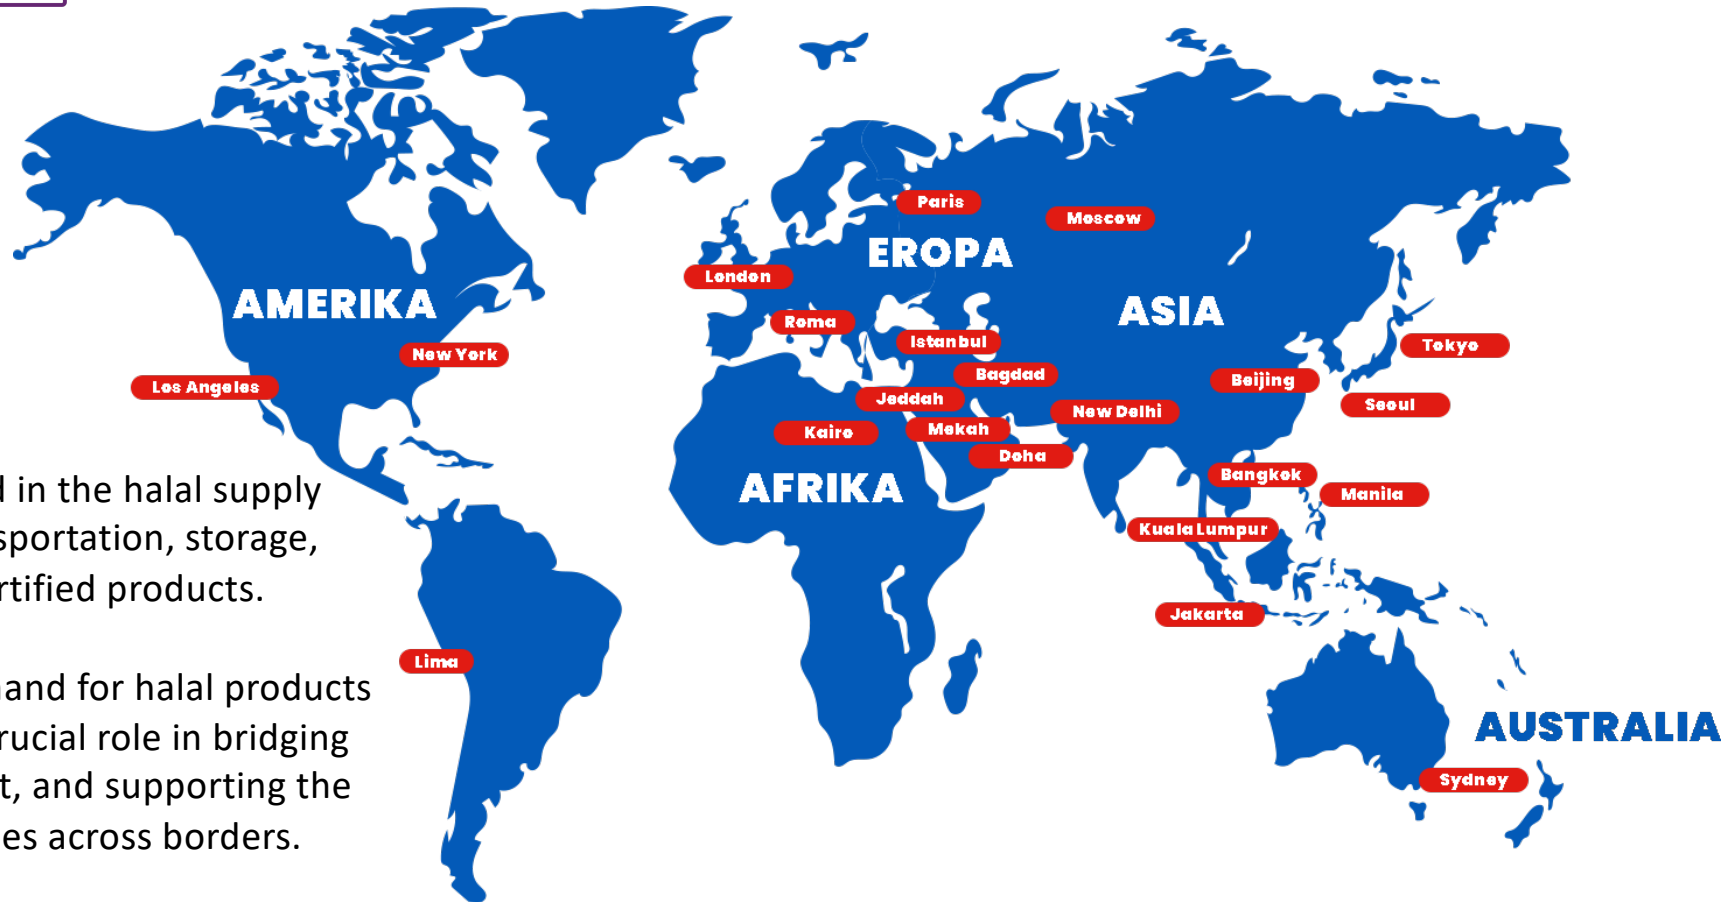 Paris
Moscow
EROPA
London
AMERIKA
ASIA
Roma
Istanbul
Tokyo
New York
Bagdad
Beijing
Los Angeles
Jeddah
Seoul
New Delhi
Kairo
Mekah
Doha
Bangkok
AFRIKA
Manila
Kuala Lumpur
Jakarta
Lima
AUSTRALIA
Sydney
in the halal supply
sportation, storage,
rtified products.
and for halal products
rucial role in bridging
t, and supporting the
es across borders.